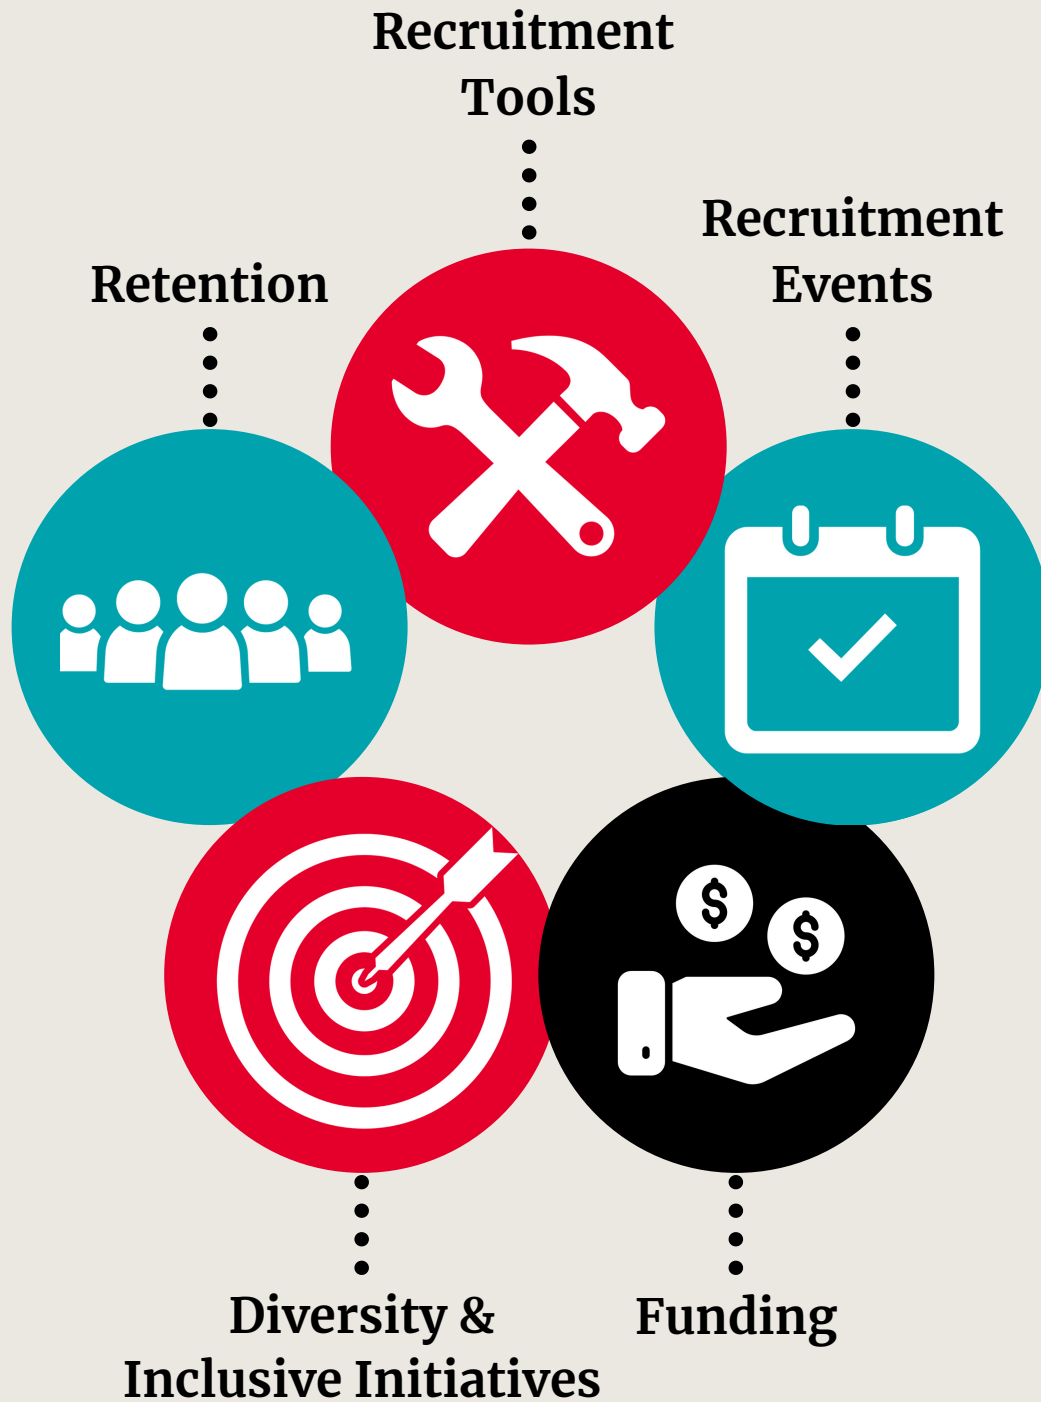 Recruitment
Tools
Recruitment
Events
Retention
$
$
Diversity &
Inclusive Initiatives
Funding